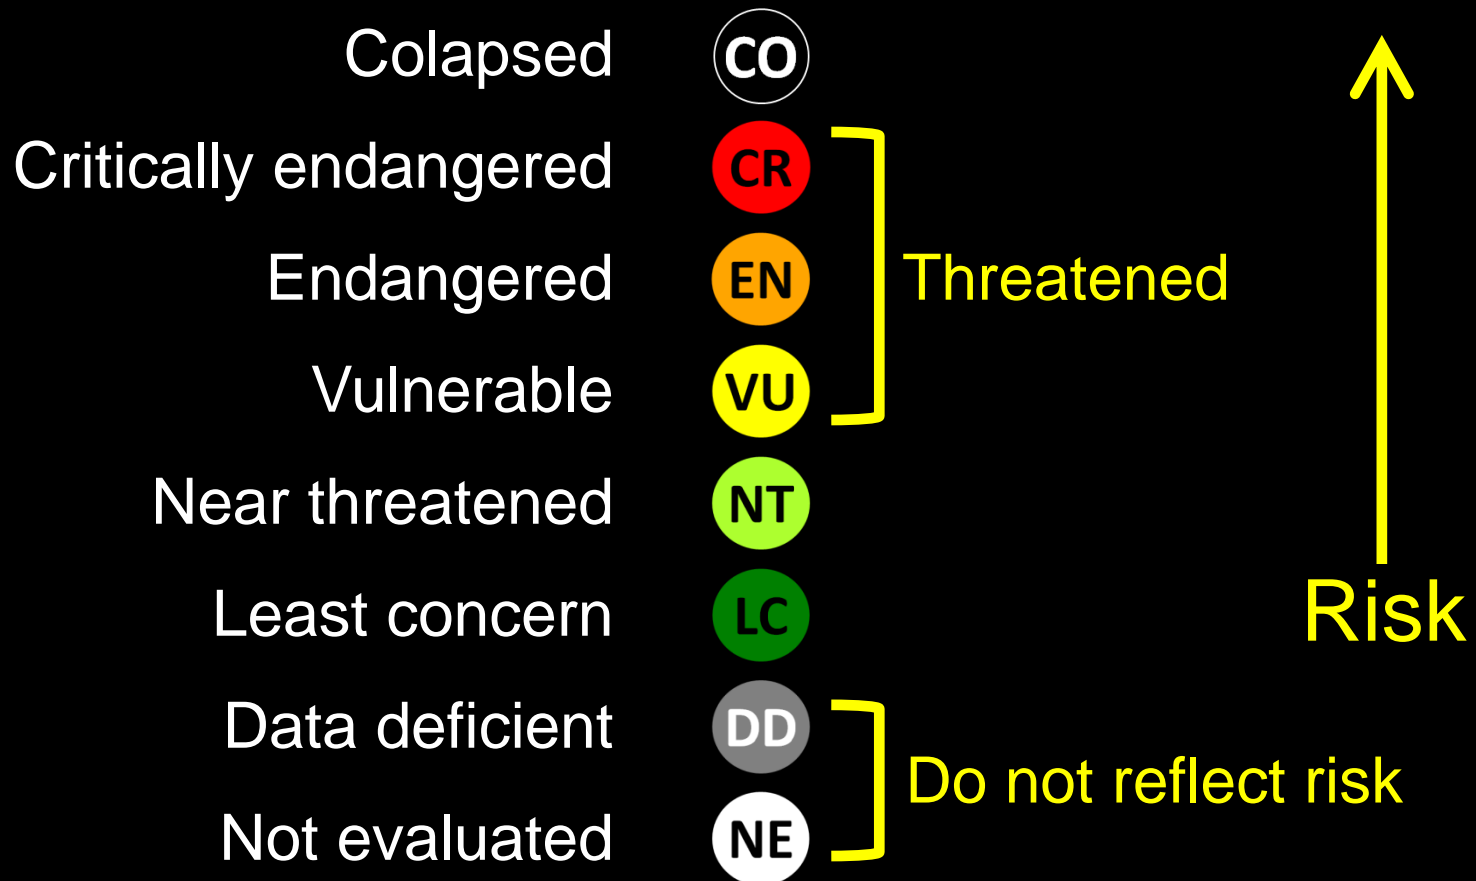 Colapsed CO
Critically endangered CR
Endangered EN Threatened
Vulnerable VU
Near threatened NT
Least concern LC Risk
Data deficient DD
Do not reflect risk
Not evaluated NE